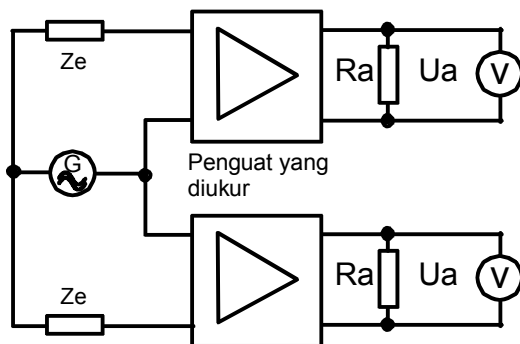 Ze
Ra Ua V
G
Penguat yang
diukur
Ze
Ra Ua V